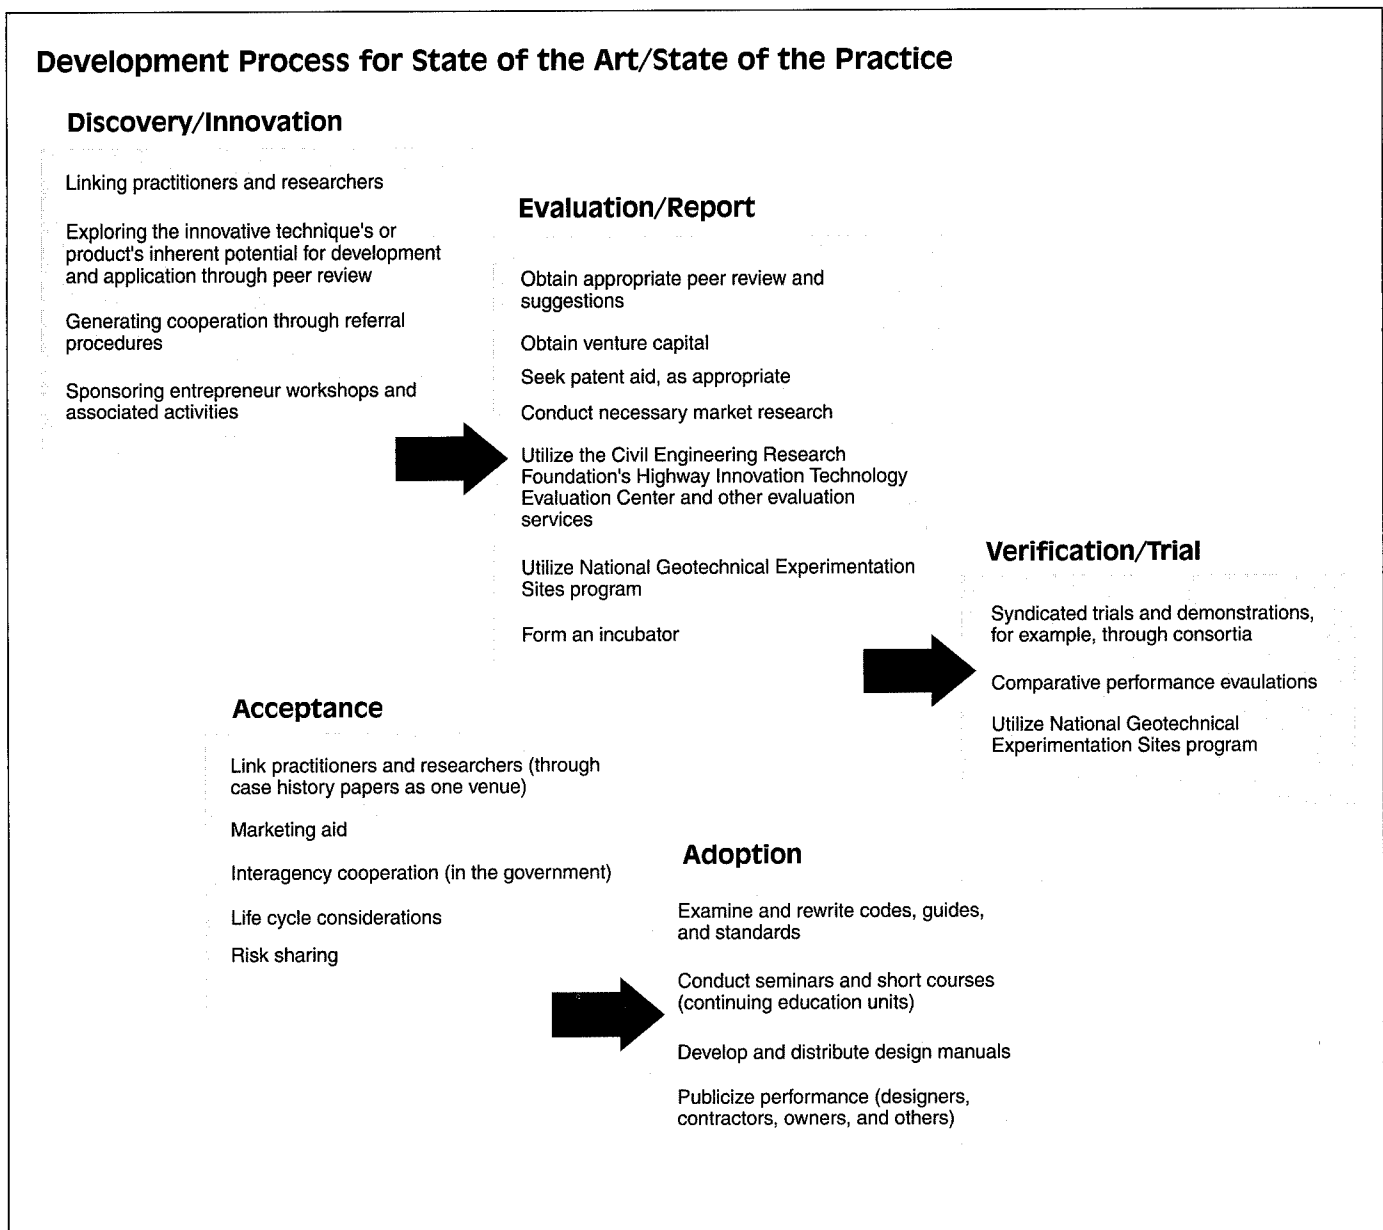 Development Process for State of the Art/State of the Practice
Discovery/Innovation
Linking practitioners and researchers
Exploring the innovative technique's or
product's inherent potential for development
and application through peer review
Generating cooperation through referral
procedures
Sponsoring entrepreneur workshops and
associated activities
Evaluation/Report
Obtain appropriate peer review and
suggestions
Obtain venture capital
Seek patent aid, as appropriate
Conduct necessary market research
Utilize the Civil Engineering Research
Foundation's Highway Innovation Technology
Evaluation Center and other evaluation
services
Utilize National Geotechnical Experimentation
Sites program
Form an incubator
Verification/Trial
Syndicated trials and demonstrations,
for example, through consortia
Comparative performance evaulations
Utilize National Geotechnical
Experimentation Sites program
Acceptance
Link practitioners and researchers (through
case history papers as one venue)
Marketing aid
Interagency cooperation (in the government)
Life cycle considerations
Risk sharing
Adoption
Examine and rewrite codes, guides,
and standards
Conduct seminars and short courses
(continuing education units)
Develop and distribute design manuals
Publicize performance (designers,
contractors, owners, and others)